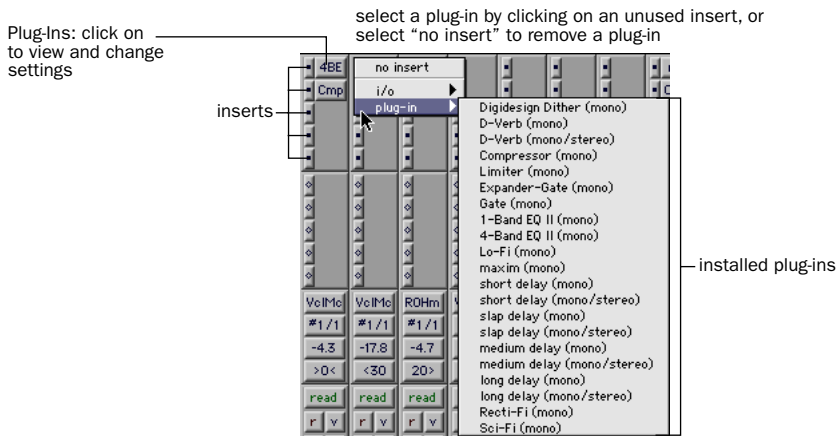 select a plug-in by clicking on an unused insert, or
select “no insert” to remove a plug-in
Plug-Ins: click on
to view and change
settings
inserts
4BE
Cmp
no insert
i/o
plug-in
Digidesign Dither (mono)
D-Verb (mono)
D-Verb (mono/stereo)
Compressor (mono)
Limiter (mono)
Expander-Gate (mono)
Gate (mono)
1-Band EQ II (mono)
4-Band EQ II (mono)
Lo-Fi (mono)
maxim (mono)
short delay (mono)
short delay (mono/stereo)
slap delay (mono)
slap delay (mono/stereo)
medium delay (mono)
medium delay (mono/stereo)
long delay (mono)
long delay (mono/stereo)
Recti-Fi (mono)
Sci-Fi (mono)
installed plug-ins
VclMc VclMc ROHm
#1/1 #1/1 #1/1
-4.3 -17.8 -4.7
>0< <30 20>
read read read
r v r v r v